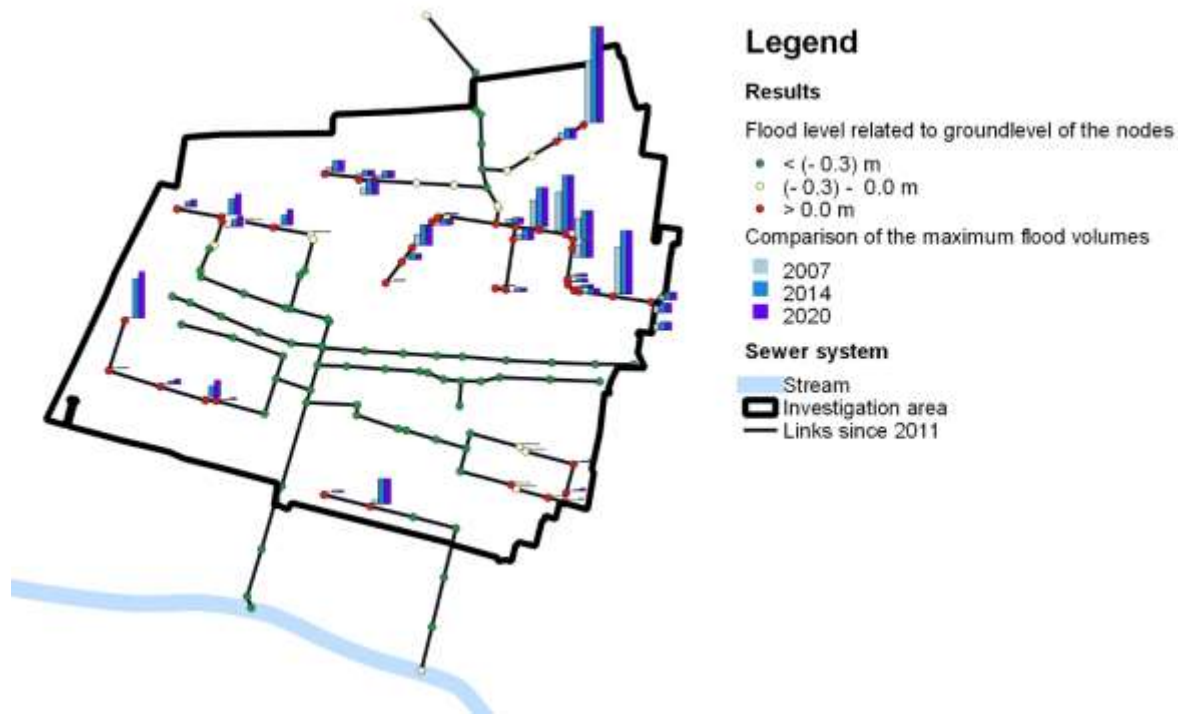 Legend
Results
Flood level related to groundlevel of the nodes
< (- 0.3) m
(- 0.3) - 0.0 m
> 0.0 m
Comparison of the maximum flood volumes
2007
2014
2020
Sewer system
Stream
Investigation area
Links since 2011